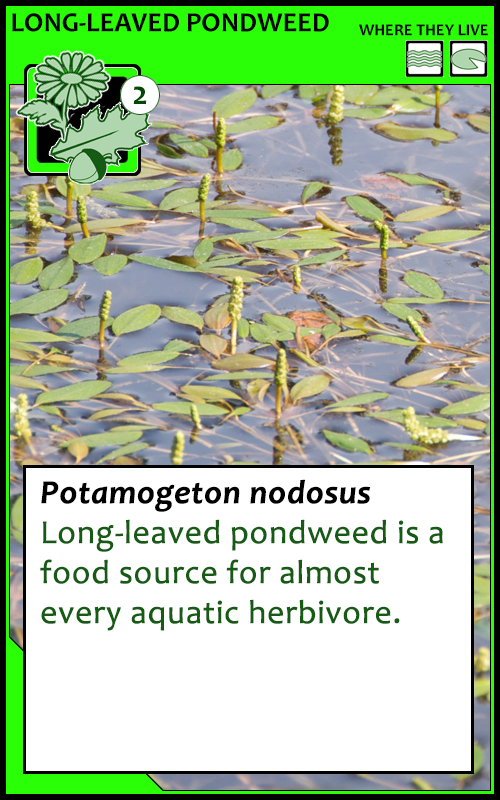 LONG-LEAVED PONDWEED
WHERE THEY LIVE
2
Potamogeton nodosus
Long-leaved pondweed is a
food source for almost
every aquatic herbivore.